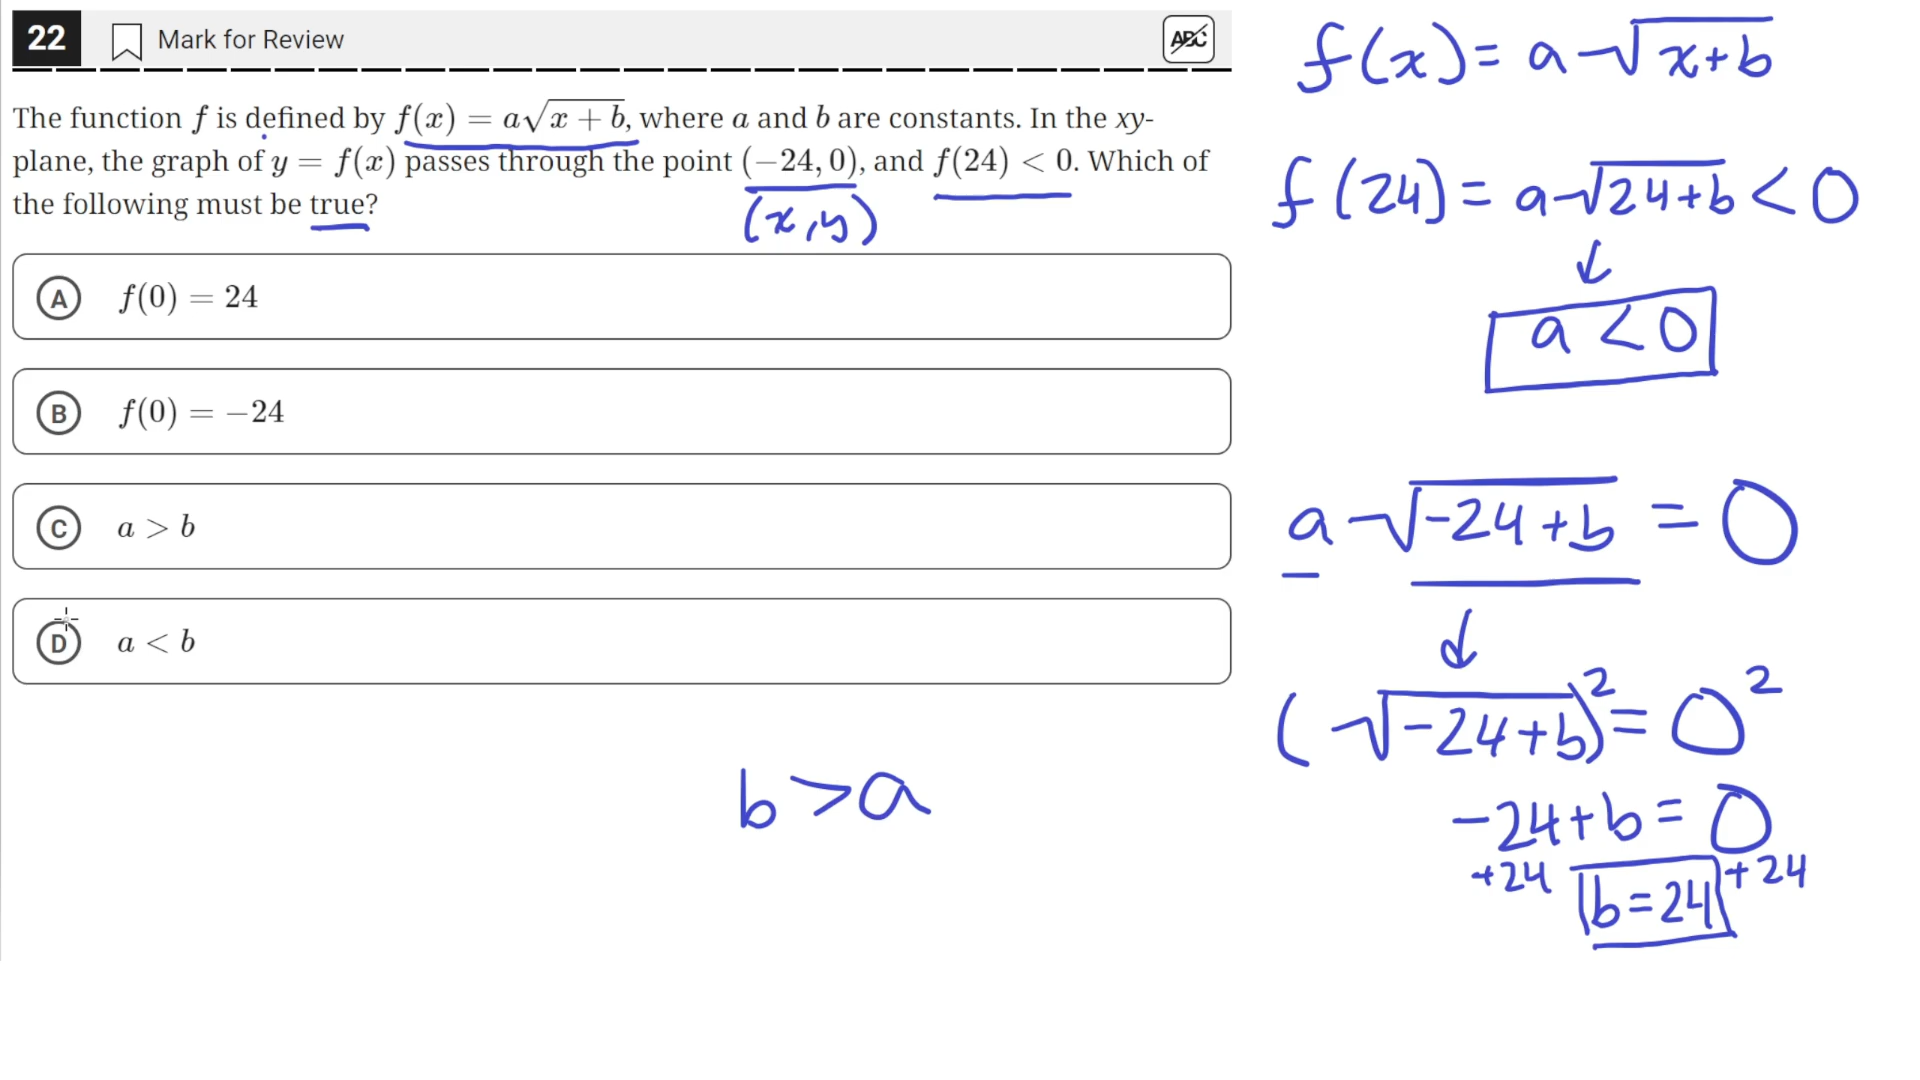 22 Mark for Review ABC
The function f is defined by f(x) = a√(x + b), where a and b are constants. In the xy-
plane, the graph of y = f(x) passes through the point (−24, 0), and f(24) < 0. Which of
the following must be true?
(x,y)
A f(0) = 24
B f(0) = −24
C a > b
D a < b
b > a
f(x) = a√(x+b)
f(24) = a√(24+b) < 0
↓
a < 0
a√(-24+b) = 0
↓
(√(-24+b))² = 0²
-24+b = 0
+24 +24
b = 24